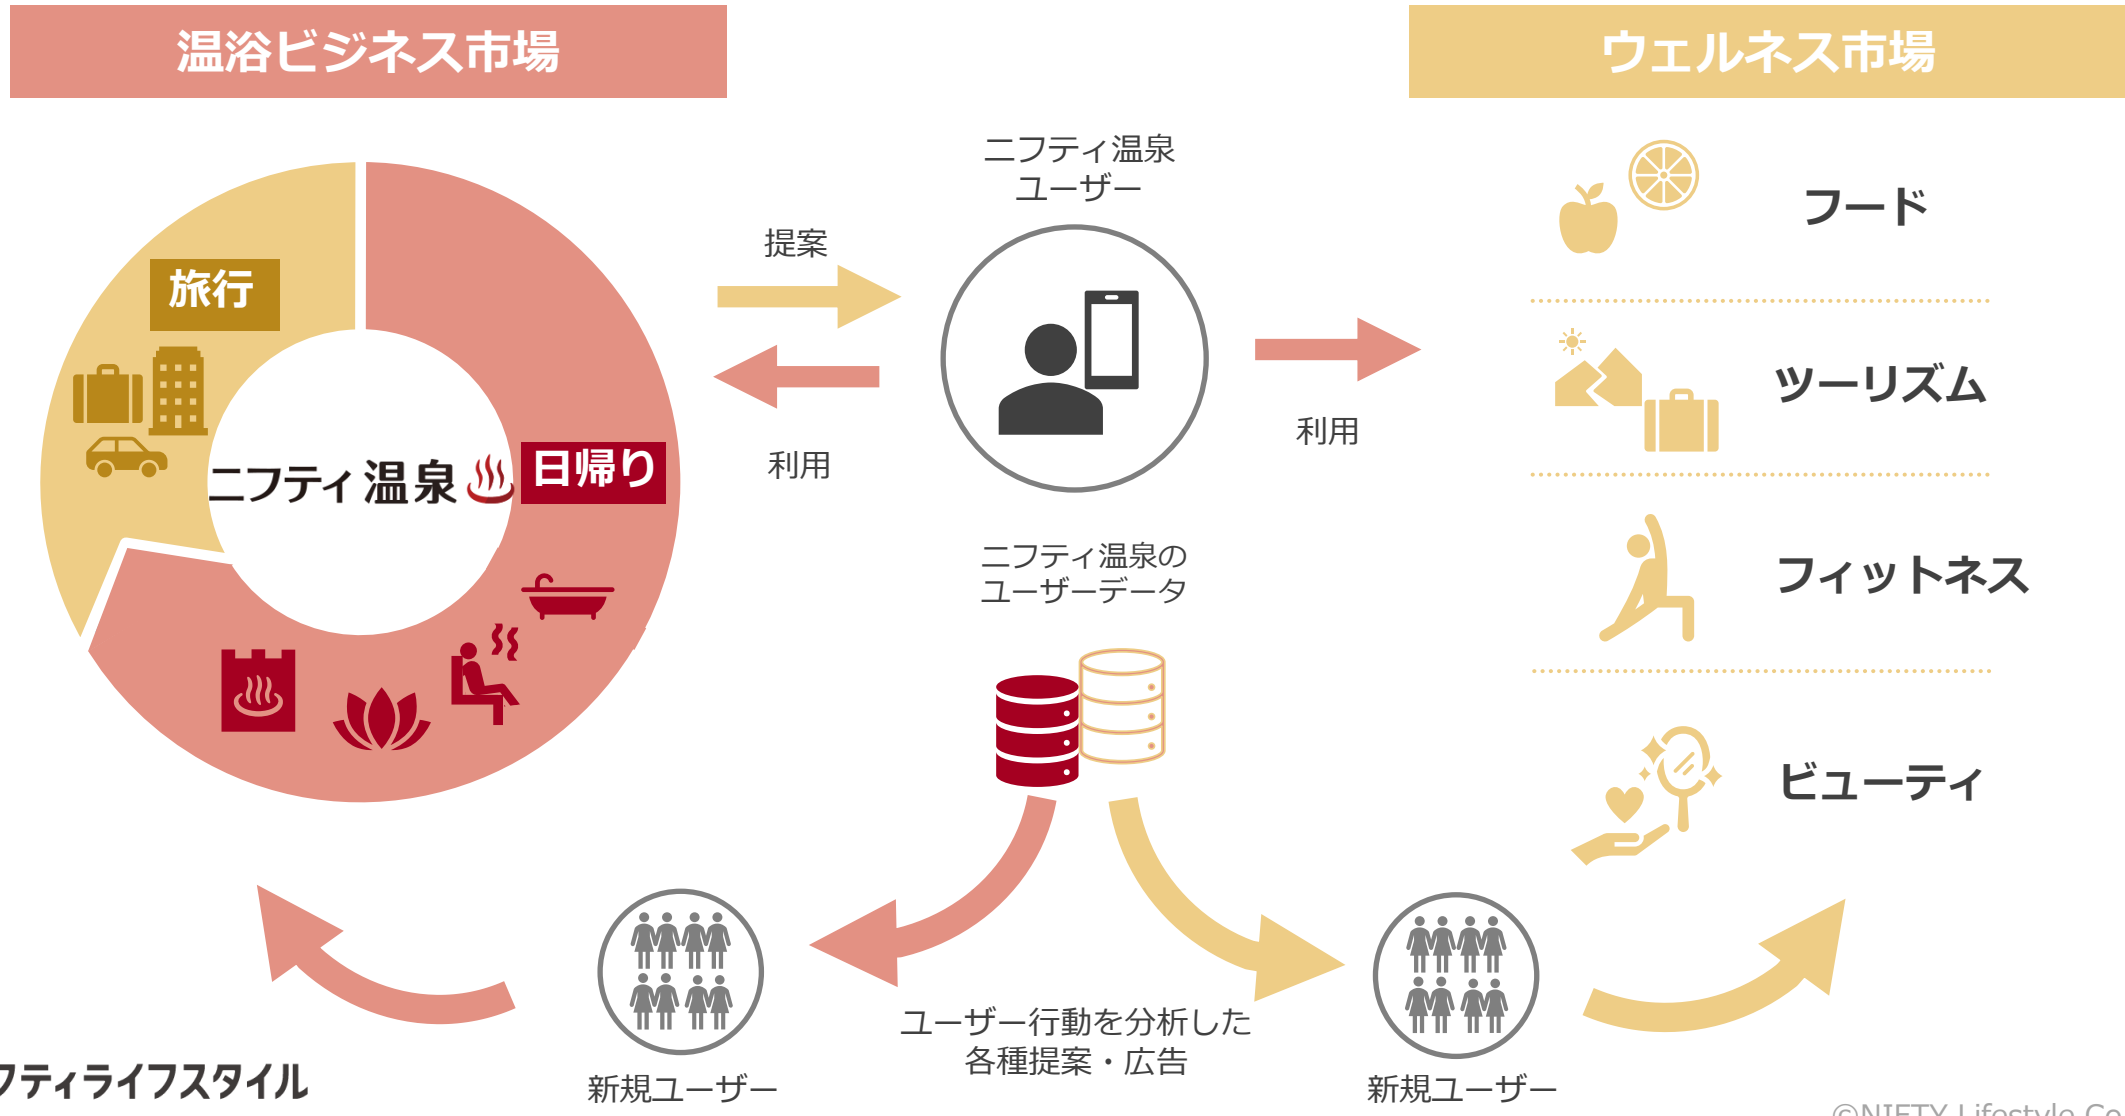 温浴ビジネス市場
ウェルネス市場
ニフティ温泉
ユーザー
提案
利用
利用
旅行
ニフティ温泉
日帰り
フード
ツーリズム
フィットネス
ビューティ
ニフティ温泉の
ユーザーデータ
ユーザー行動を分析した
各種提案・広告
新規ユーザー
新規ユーザー
フティライフスタイル
©NIFTY Lifestyle Co